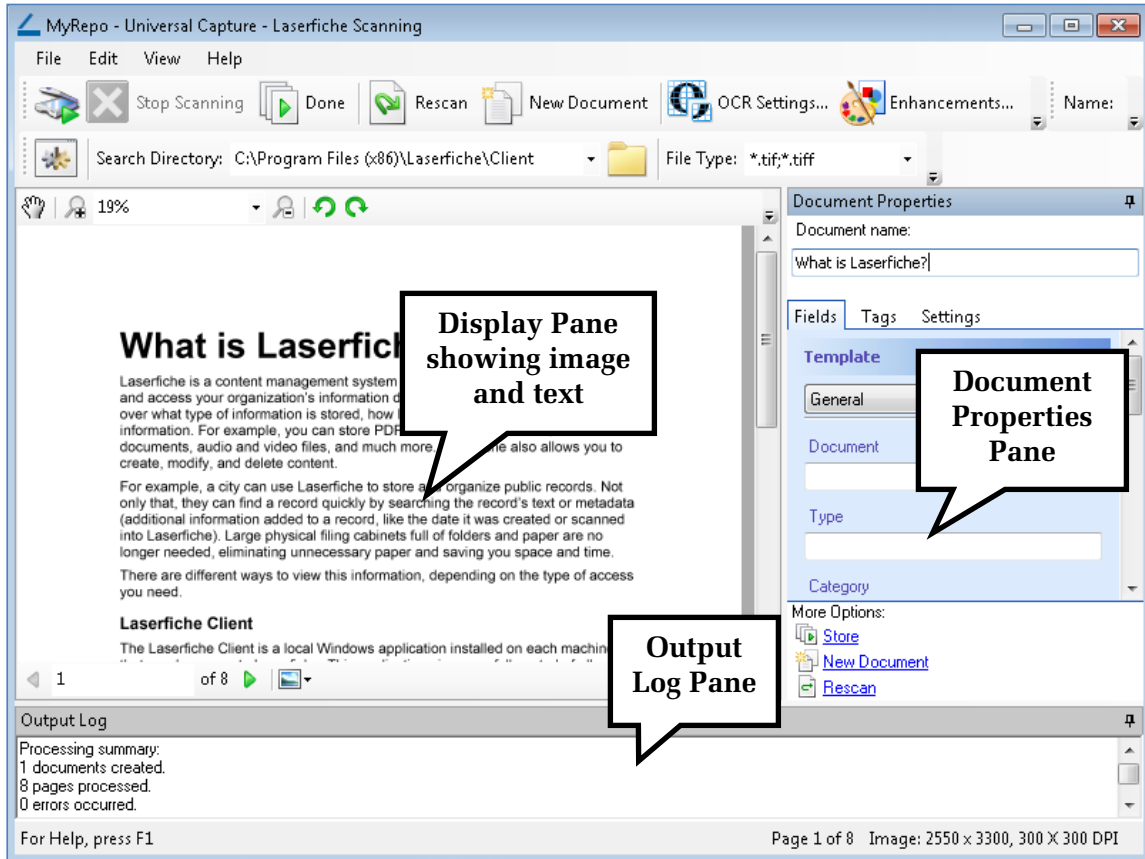 MyRepo - Universal Capture - Laserfiche Scanning
File Edit View Help
Stop Scanning Done Rescan New Document OCR Settings... Enhancements... Name:
Search Directory: C:\Program Files (x86)\Laserfiche\Client File Type: *.tif;*.tiff
19%
What is Laserfich
Laserfiche is a content management system
and access your organization's information d
over what type of information is stored, how
information. For example, you can store PDF
documents, audio and video files, and much more. ne also allows you to
create, modify, and delete content.
For example, a city can use Laserfiche to store and organize public records. Not
only that, they can find a record quickly by searching the record's text or metadata
(additional information added to a record, like the date it was created or scanned
into Laserfiche). Large physical filing cabinets full of folders and paper are no
longer needed, eliminating unnecessary paper and saving you space and time.
There are different ways to view this information, depending on the type of access
you need.
Laserfiche Client
The Laserfiche Client is a local Windows application installed on each machin
1 of 8
Display Pane
showing image
and text
Document Properties
Document name:
What is Laserfiche?
Fields Tags Settings
Template
General
Document
Type
Category
Document
Properties
Pane
More Options:
Store
New Document
Rescan
Output
Log Pane
Output Log
Processing summary:
1 documents created.
8 pages processed.
0 errors occurred.
For Help, press F1 Page 1 of 8 Image: 2550 x 3300, 300 X 300 DPI